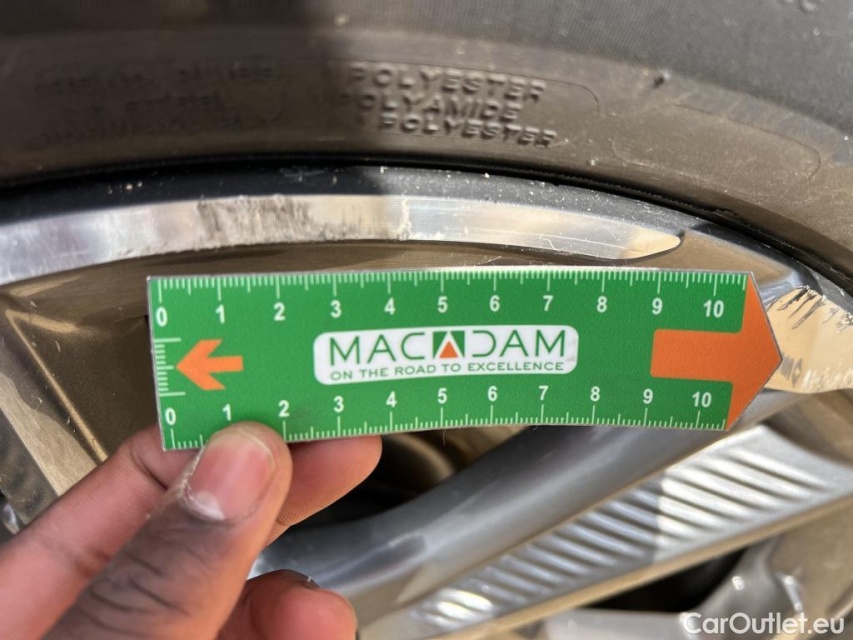 POLYESTER
POLYAMIDE
POLYESTER
0 1 2 3 4 5 6 7 8 9 10
MACADAM
ON THE ROAD TO EXCELLENCE
0 1 2 3 4 5 6 7 8 9 10
CarOutlet.eu